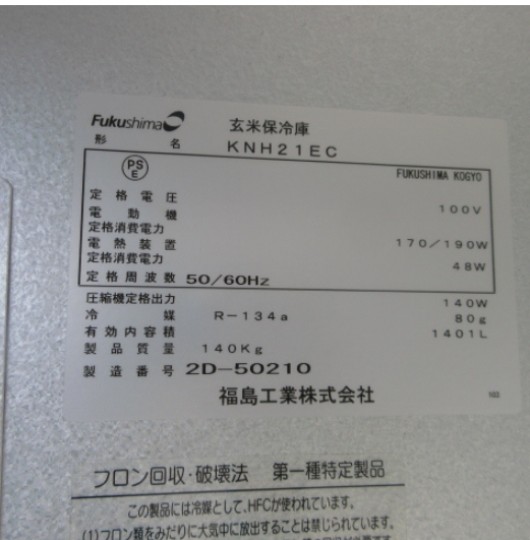 Fukushima 玄米保冷庫
形名 KNH21EC
PS E FUKUSHIMA KOGYO
定格電圧 100V
電動機
定格消費電力 170/190W
電熱装置
定格消費電力 48W
定格周波数 50/60Hz
圧縮機定格出力 140W
冷媒 R-134a 80g
有効内容積 1401L
製品質量 140Kg
製造番号 2D-50210
福島工業株式会社
フロン回収・破壊法 第一種特定製品
この製品には冷媒として、HFCが使われています。
(1)フロン類をみだりに大気中に放出することは禁じられています。